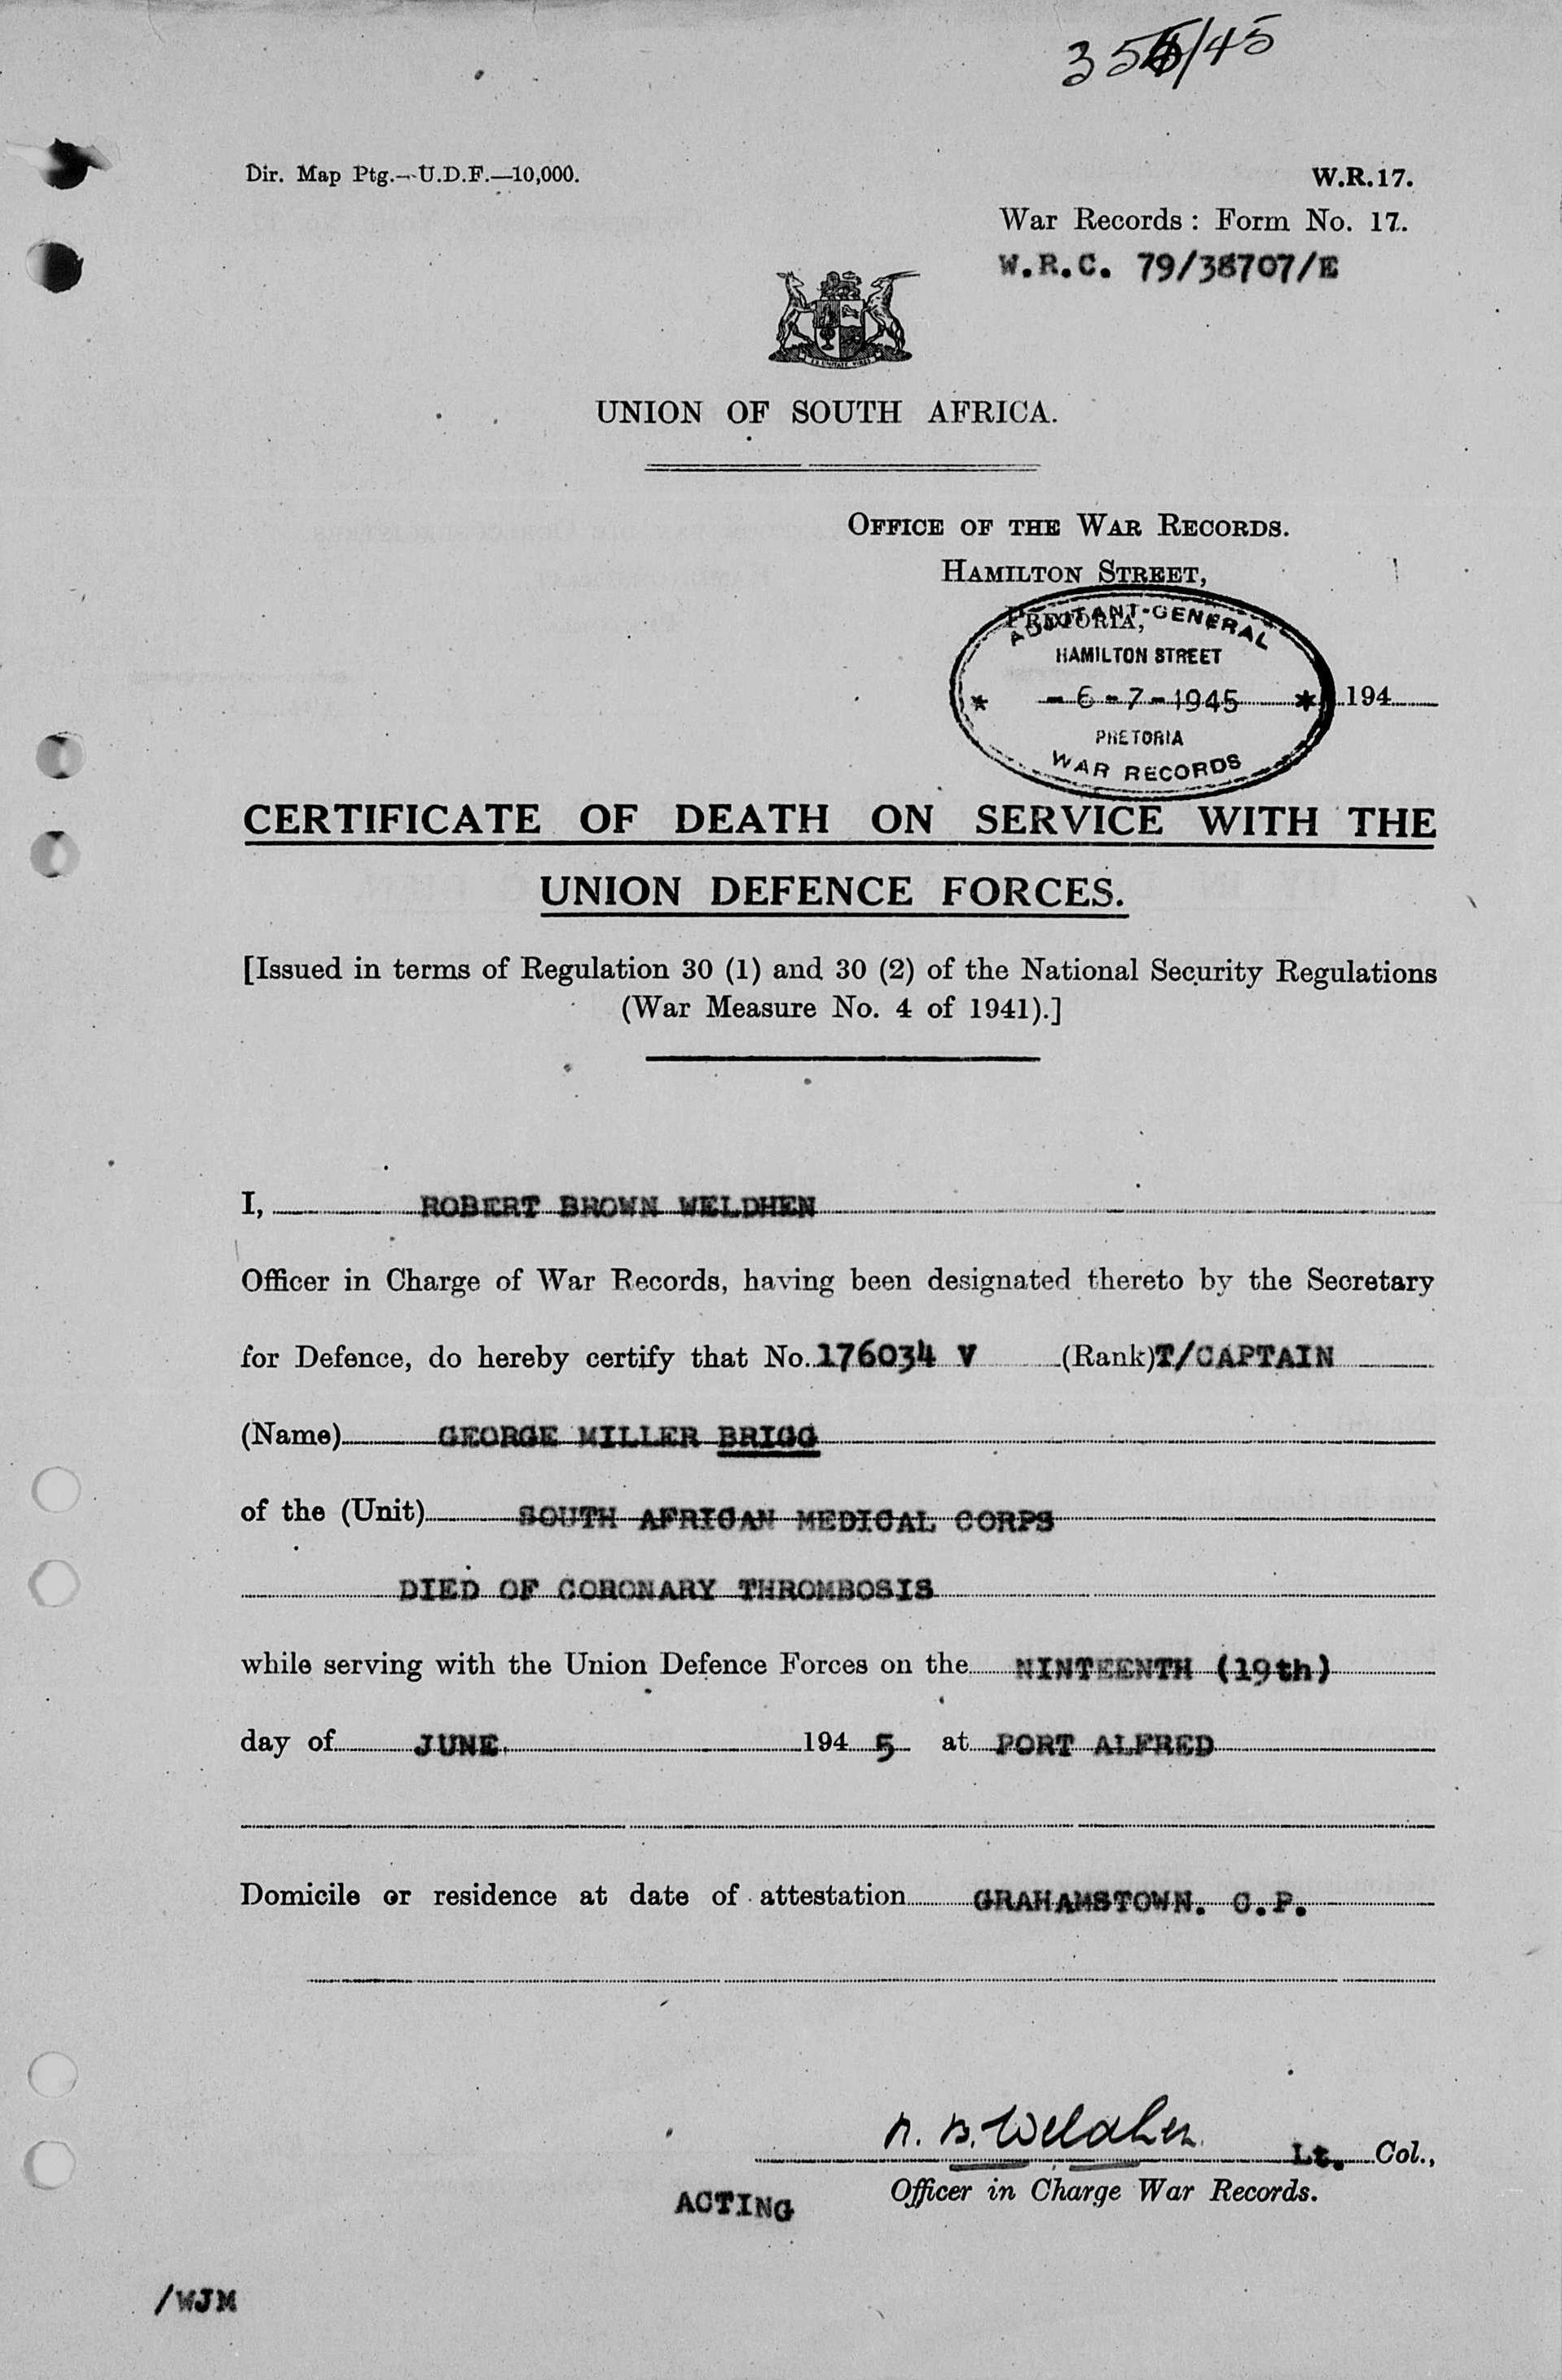 Dir. Map Ptg.—U.D.F.—10,000.
W.R.17.
War Records: Form No. 17.
W.R.C. 79/38707/E
UNION OF SOUTH AFRICA.
OFFICE OF THE WAR RECORDS.
HAMILTON STREET,
PRETORIA,
ADJUTANT-GENERAL
HAMILTON STREET
- 6 - 7 - 1945
194
PRETORIA
WAR RECORDS
CERTIFICATE OF DEATH ON SERVICE WITH THE
UNION DEFENCE FORCES.
[Issued in terms of Regulation 30 (1) and 30 (2) of the National Security Regulations
(War Measure No. 4 of 1941).]
I, ROBERT BROWN WELDHEN
Officer in Charge of War Records, having been designated thereto by the Secretary
for Defence, do hereby certify that No. 176034 V (Rank) T/CAPTAIN
(Name) GEORGE MILLER BRIGG
of the (Unit) SOUTH AFRICAN MEDICAL CORPS
DIED OF CORONARY THROMBOSIS
while serving with the Union Defence Forces on the NINTEENTH (19th)
day of JUNE. 194 5 at PORT ALFRED
Domicile or residence at date of attestation GRAHAMSTOWN. C.P.
R. B. Weldhen Lt. Col.,
ACTING Officer in Charge War Records.
/WJM